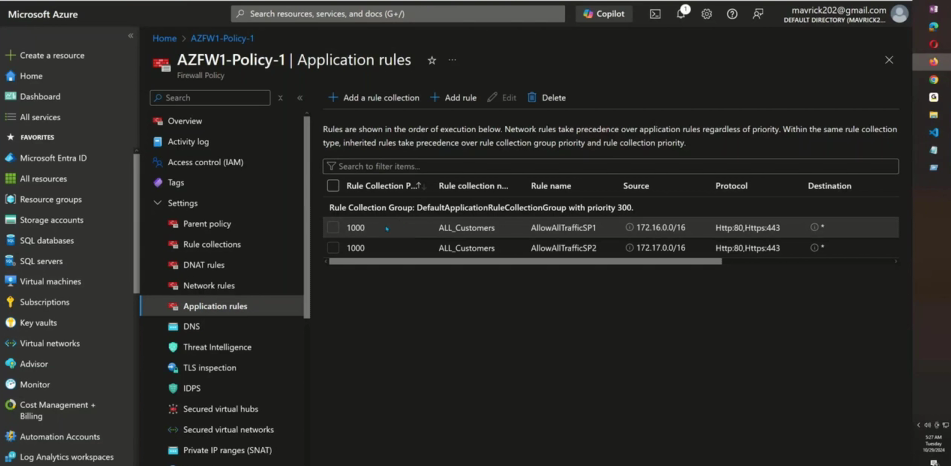 Microsoft Azure
Search resources, services, and docs (G+/)
Copilot
1
mavrick202@gmail.com
DEFAULT DIRECTORY (MAVRICK2...
Create a resource
Home
Dashboard
All services
FAVORITES
Microsoft Entra ID
All resources
Resource groups
Storage accounts
SQL databases
SQL servers
Virtual machines
Subscriptions
Key vaults
Virtual networks
Advisor
Monitor
Cost Management +
Billing
Automation Accounts
Log Analytics workspaces
Home > AZFW1-Policy-1
AZFW1-Policy-1 | Application rules
Firewall Policy
Search
Overview
Activity log
Access control (IAM)
Tags
Settings
Parent policy
Rule collections
DNAT rules
Network rules
Application rules
DNS
Threat Intelligence
TLS inspection
IDPS
Secured virtual hubs
Secured virtual networks
Private IP ranges (SNAT)
Add a rule collection
Add rule
Edit
Delete
Rules are shown in the order of execution below. Network rules take precedence over application rules regardless of priority. Within the same rule collection
type, inherited rules take precedence over rule collection group priority and rule collection priority.
Search to filter items...
Rule Collection P...↑ Rule collection n... Rule name Source Protocol Destination
Rule Collection Group: DefaultApplicationRuleCollectionGroup with priority 300.
1000 ALL_Customers AllowAllTrafficSP1 172.16.0.0/16 Http:80,Https:443 *
1000 ALL_Customers AllowAllTrafficSP2 172.17.0.0/16 Http:80,Https:443 *
5:27 AM
Tuesday
10/29/2024